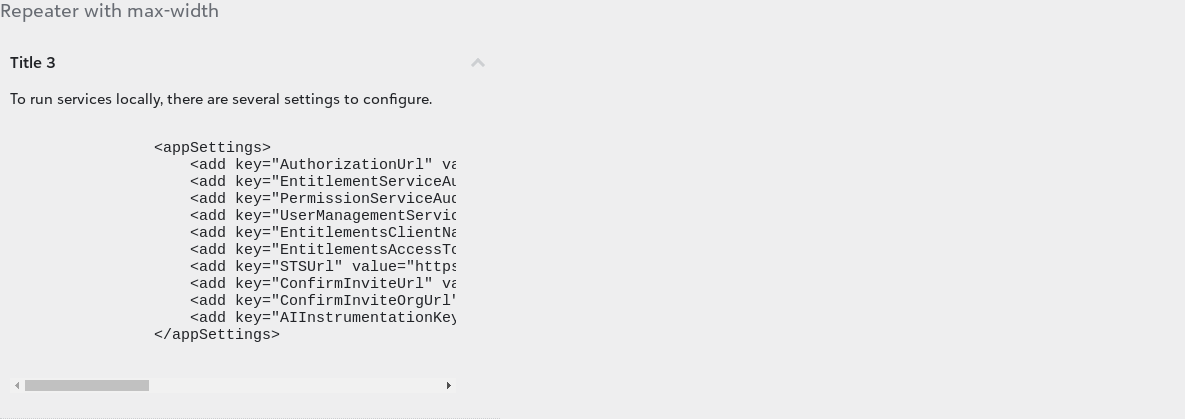 Repeater with max-width
Title 3
To run services locally, there are several settings to configure.
<appSettings>
<add key="AuthorizationUrl" va
<add key="EntitlementServiceAu
<add key="PermissionServiceAud
<add key="UserManagementServic
<add key="EntitlementsClientNa
<add key="EntitlementsAccessTo
<add key="STSUrl" value="https
<add key="ConfirmInviteUrl" va
<add key="ConfirmInviteOrgUrl"
<add key="AIInstrumentationKey
</appSettings>